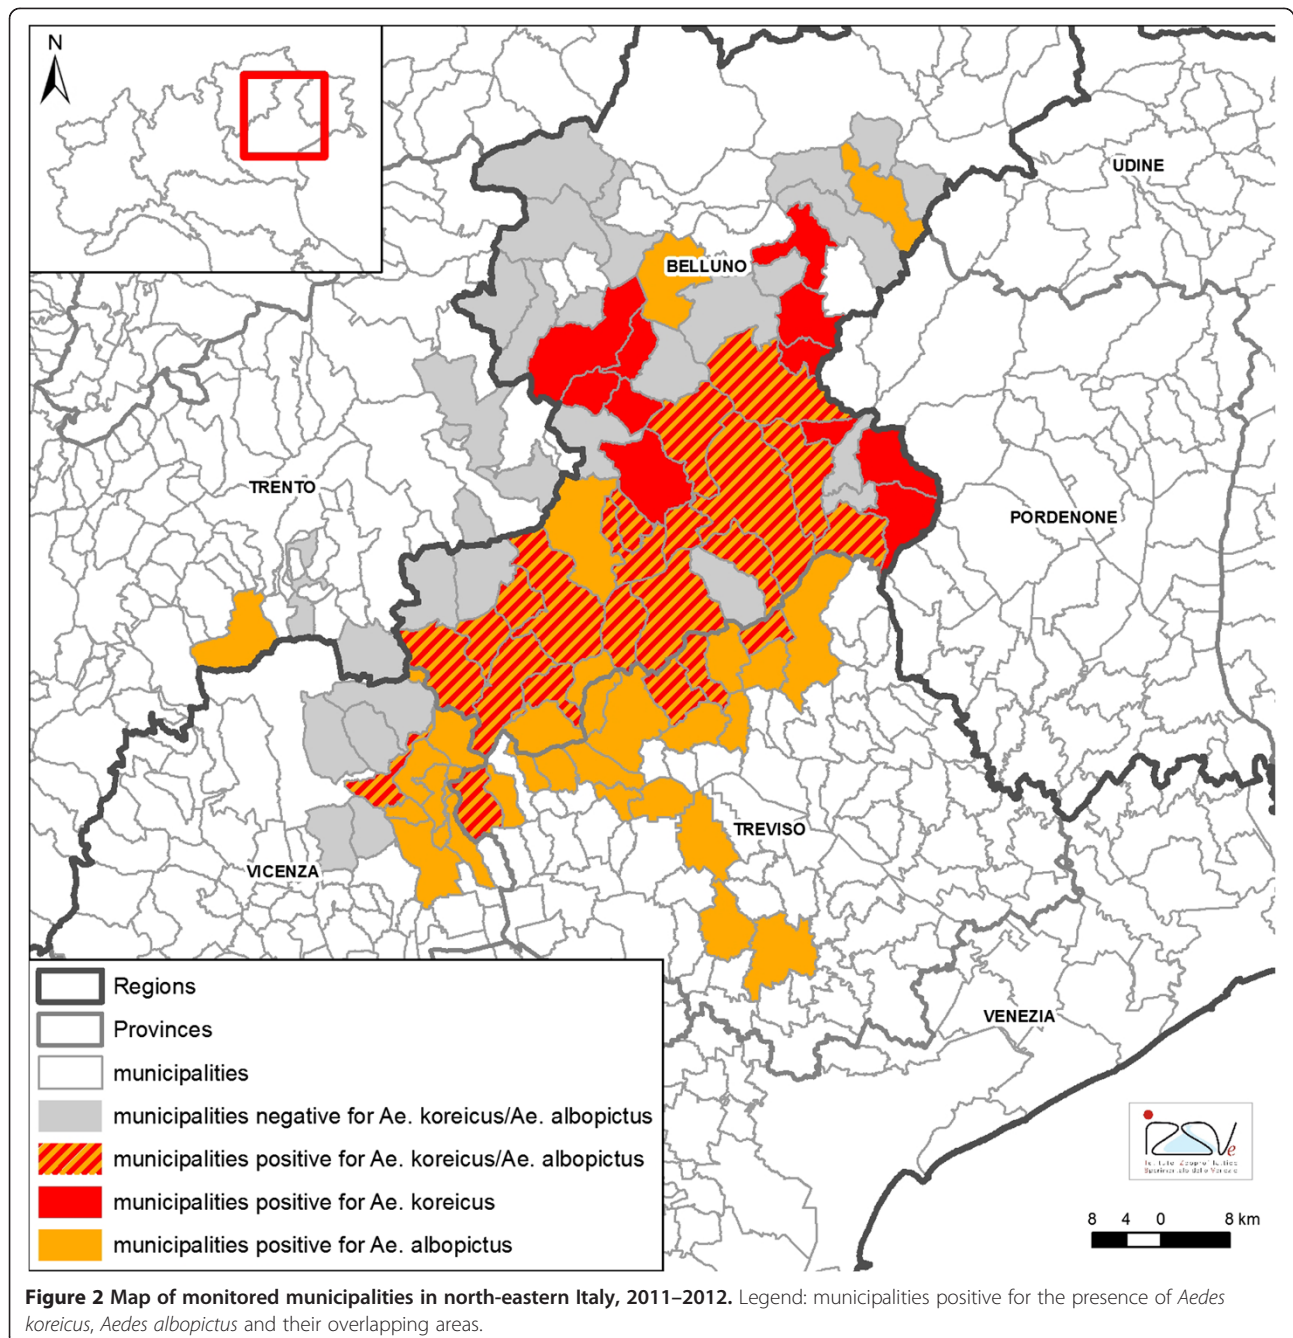 N
UDINE
BELLUNO
TRENTO
PORDENONE
TREVISO
VICENZA
VENEZIA
Regions
Provinces
municipalities
municipalities negative for Ae. koreicus/Ae. albopictus
municipalities positive for Ae. koreicus/Ae. albopictus
municipalities positive for Ae. koreicus
municipalities positive for Ae. albopictus
IZSVe
8 4 0 8 km
Figure 2 Map of monitored municipalities in north-eastern Italy, 2011–2012. Legend: municipalities positive for the presence of Aedes
koreicus, Aedes albopictus and their overlapping areas.